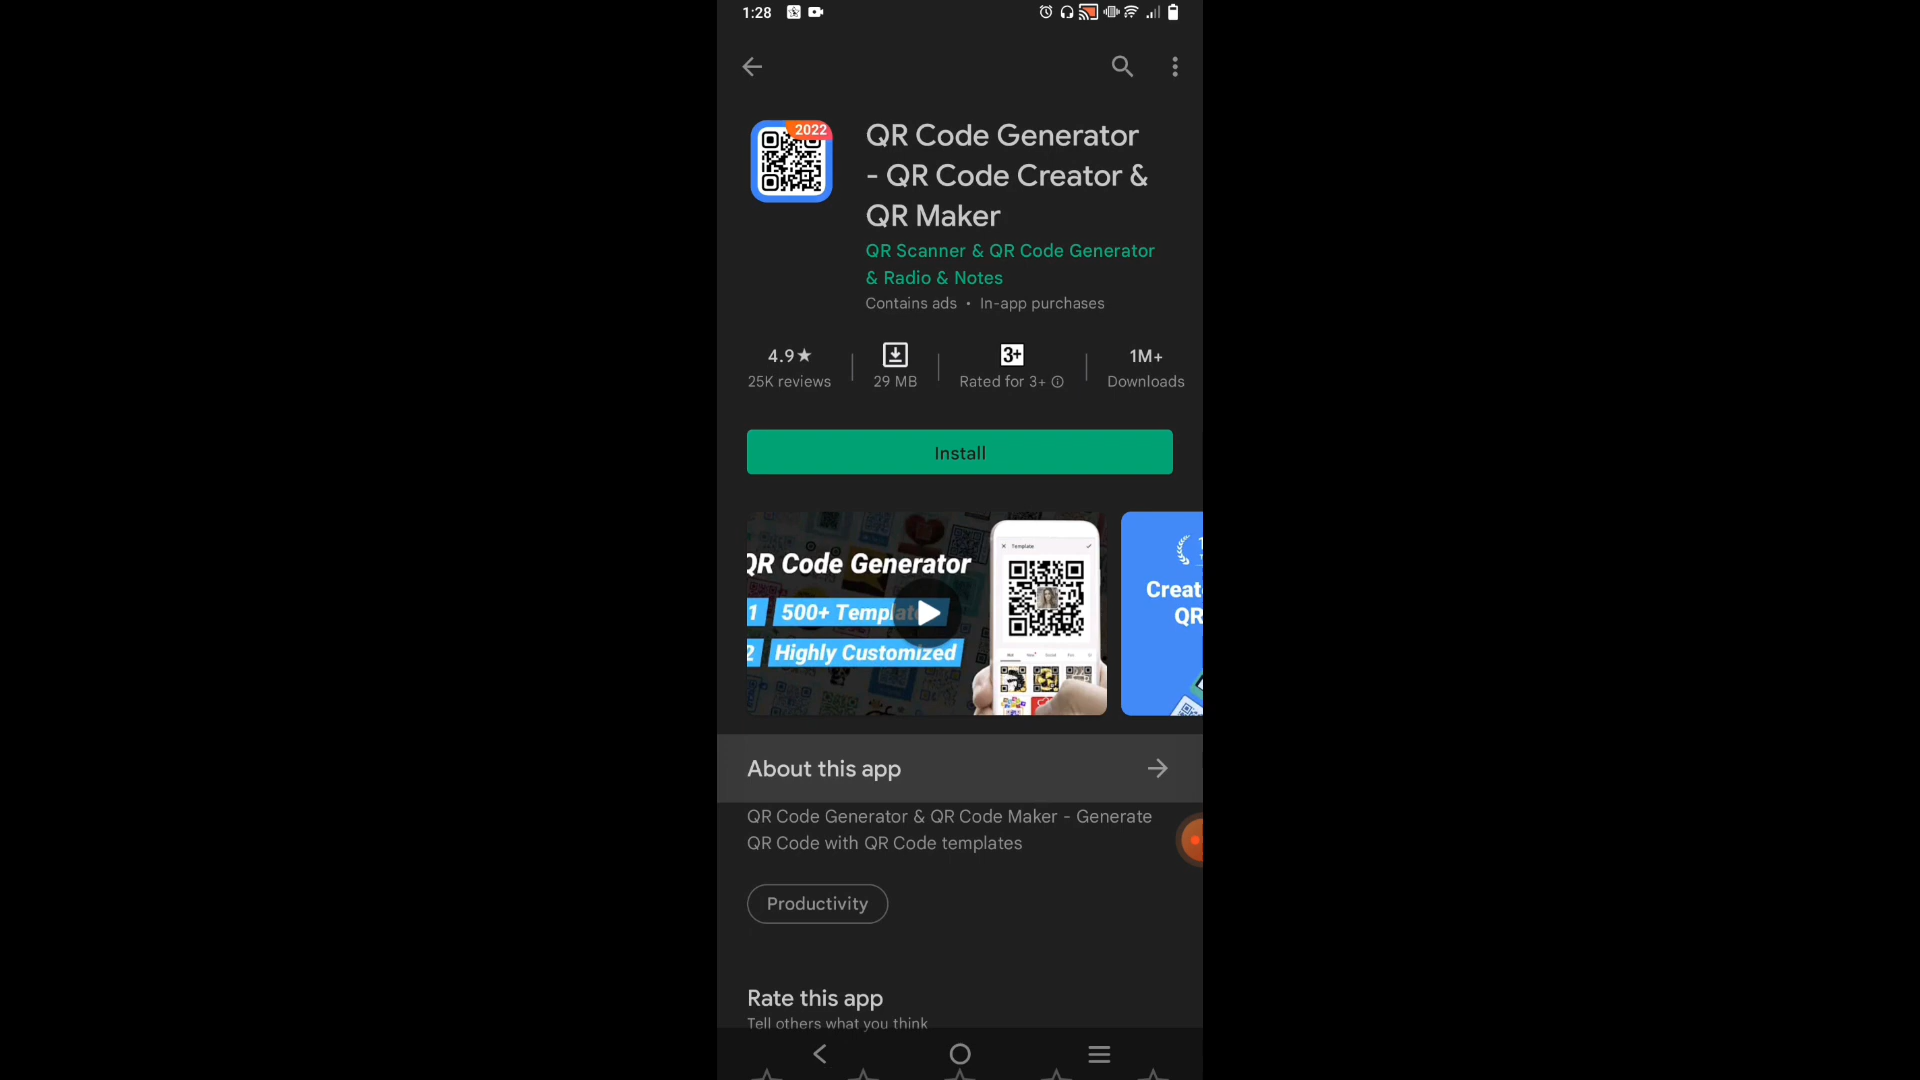 1:28
2022
QR Code Generator
- QR Code Creator &
QR Maker
QR Scanner & QR Code Generator
& Radio & Notes
Contains ads • In-app purchases
4.9★
25K reviews
29 MB
3+
Rated for 3+
1M+
Downloads
Install
QR Code Generator
1 500+ Templat
2 Highly Customized
Template
Creat
QR
About this app
QR Code Generator & QR Code Maker - Generate
QR Code with QR Code templates
Productivity
Rate this app
Tell others what you think